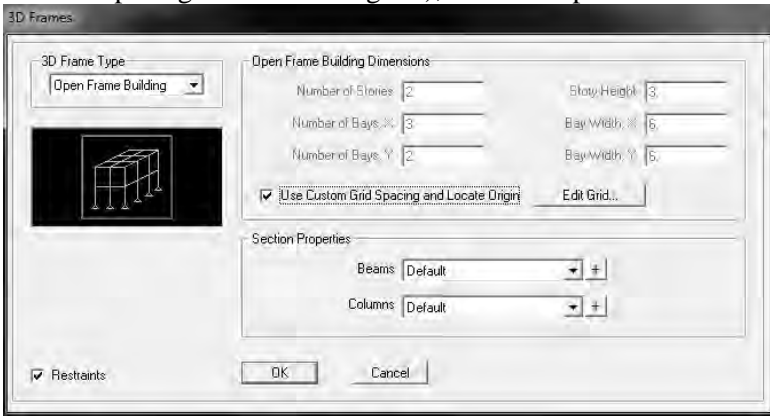 3D Frames
3D Frame Type
Open Frame Building
Open Frame Building Dimensions
Number of Stories 2
Story Height 3.
Number of Bays, X 3
Bay Width, X 6.
Number of Bays, Y 2
Bay Width, Y 6.
Use Custom Grid Spacing and Locate Origin
Edit Grid...
Section Properties
Beams Default +
Columns Default +
Restraints
OK
Cancel